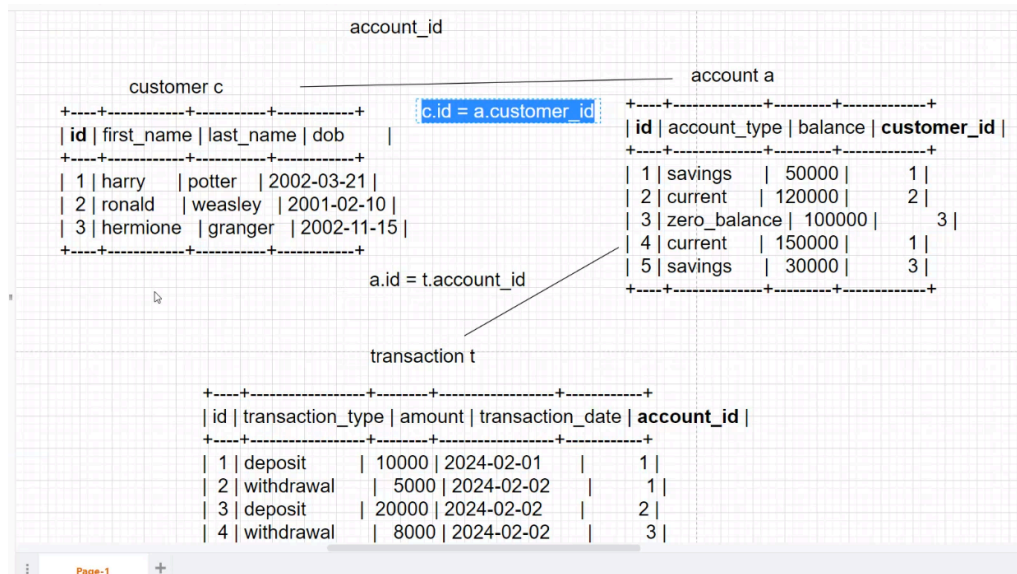 account_id
customer c
account a
c.id = a.customer_id
+----+------------+-----------+------------+
| id | first_name | last_name | dob |
+----+------------+-----------+------------+
| 1 | harry | potter | 2002-03-21 |
| 2 | ronald | weasley | 2001-02-10 |
| 3 | hermione | granger | 2002-11-15 |
+----+------------+-----------+------------+
+----+--------------+---------+-------------+
| id | account_type | balance | customer_id |
+----+--------------+---------+-------------+
| 1 | savings | 50000 | 1 |
| 2 | current | 120000 | 2 |
| 3 | zero_balance | 100000 | 3 |
| 4 | current | 150000 | 1 |
| 5 | savings | 30000 | 3 |
+----+--------------+---------+-------------+
a.id = t.account_id
transaction t
+----+------------------+--------+------------------+------------+
| id | transaction_type | amount | transaction_date | account_id |
+----+------------------+--------+------------------+------------+
| 1 | deposit | 10000 | 2024-02-01 | 1 |
| 2 | withdrawal | 5000 | 2024-02-02 | 1 |
| 3 | deposit | 20000 | 2024-02-02 | 2 |
| 4 | withdrawal | 8000 | 2024-02-02 | 3 |
Page-1